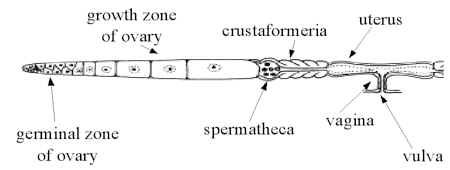 growth zone
of ovary
crustaformeria
uterus
germinal zone
of ovary
spermatheca
vagina
vulva